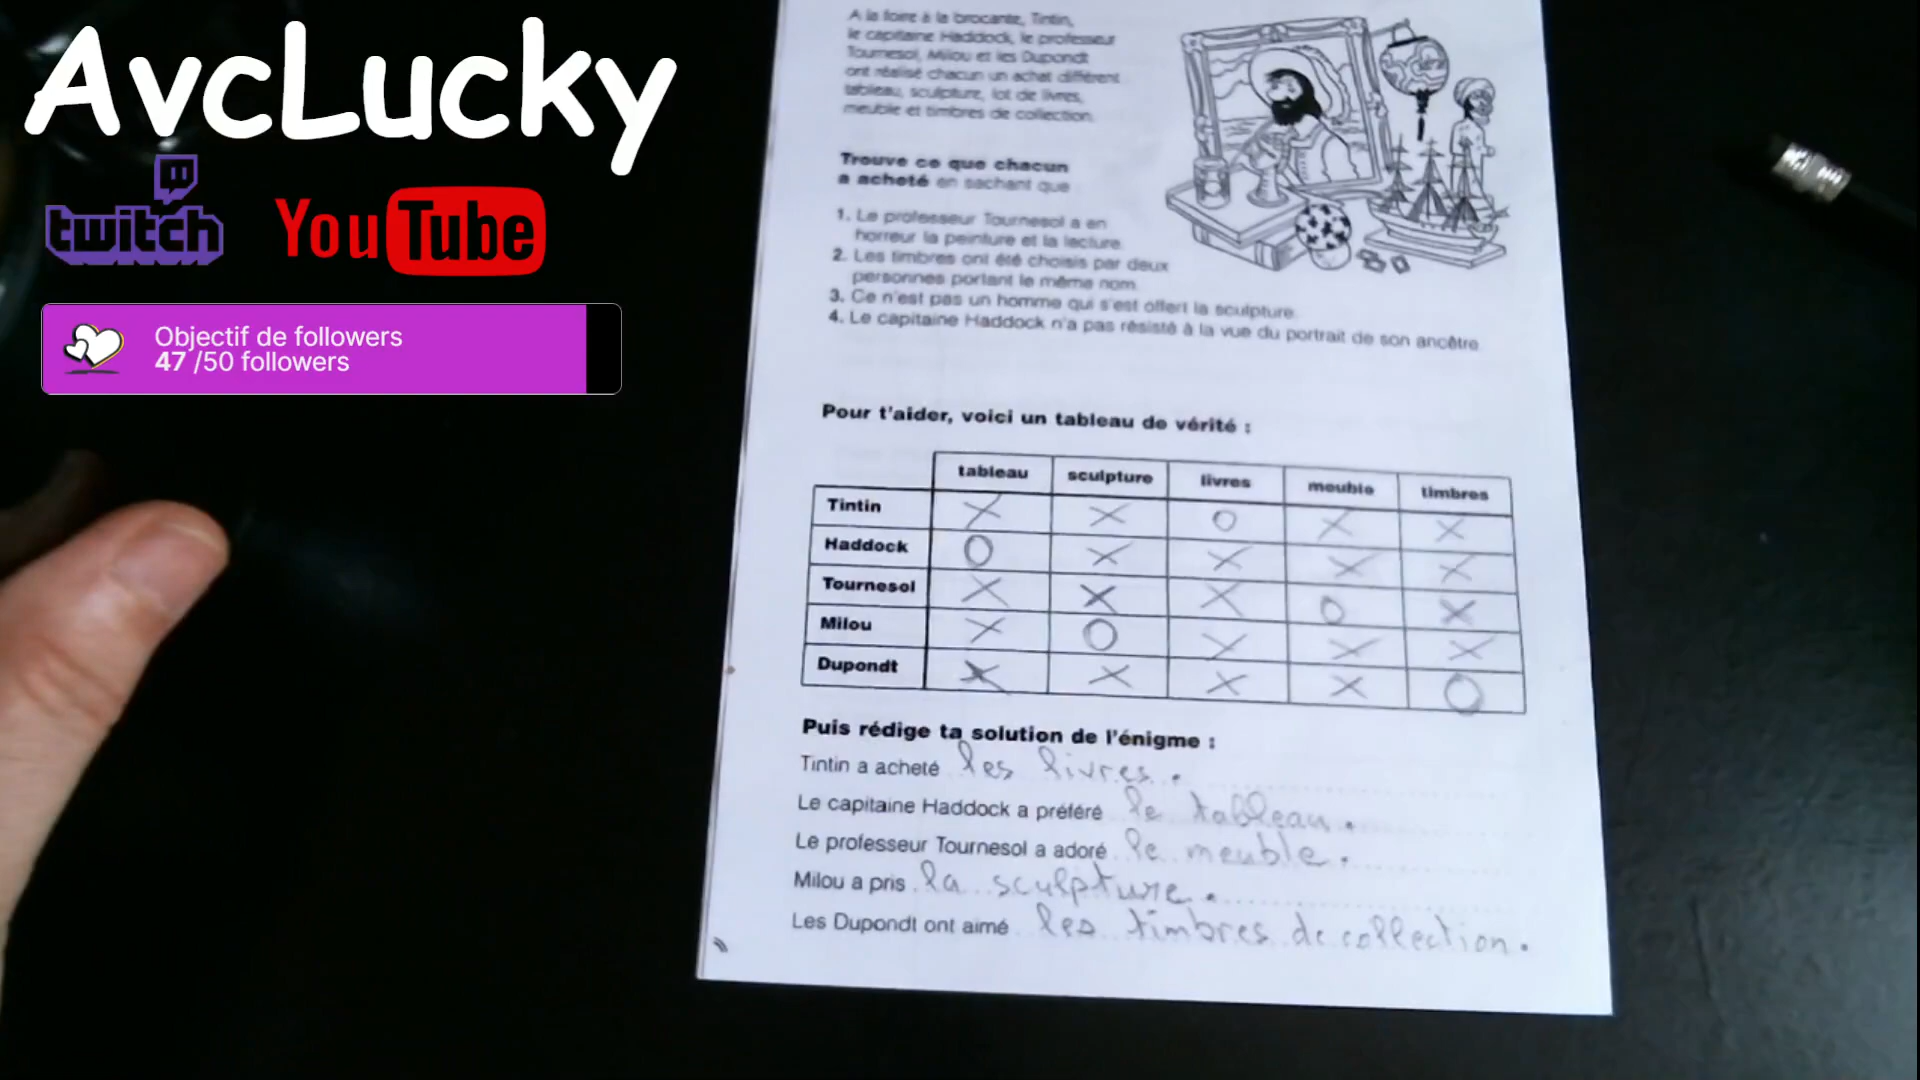 AvcLucky
twitch
YouTube
Objectif de followers
47 /50 followers
A la foire à la brocante, Tintin,
le capitaine Haddock, le professeur
Tournesol, Milou et les Dupondt
ont réalisé chacun un achat différent
tableau, sculpture, lot de livres,
meuble et timbres de collection.
Trouve ce que chacun
a acheté en sachant que
1. Le professeur Tournesol a en
horreur la peinture et la lecture.
2. Les timbres ont été choisis par deux
personnes portant le même nom.
3. Ce n'est pas un homme qui s'est offert la sculpture.
4. Le capitaine Haddock n'a pas résisté à la vue du portrait de son ancêtre
Pour t'aider, voici un tableau de vérité :
tableau sculpture livres meuble timbres
Tintin X X O X X
Haddock O X X X X
Tournesol X X X O X
Milou X O X X X
Dupondt X X X X O
Puis rédige ta solution de l'énigme :
Tintin a acheté les livres.
Le capitaine Haddock a préféré le tableau.
Le professeur Tournesol a adoré le meuble.
Milou a pris la sculpture.
Les Dupondt ont aimé les timbres de collection.